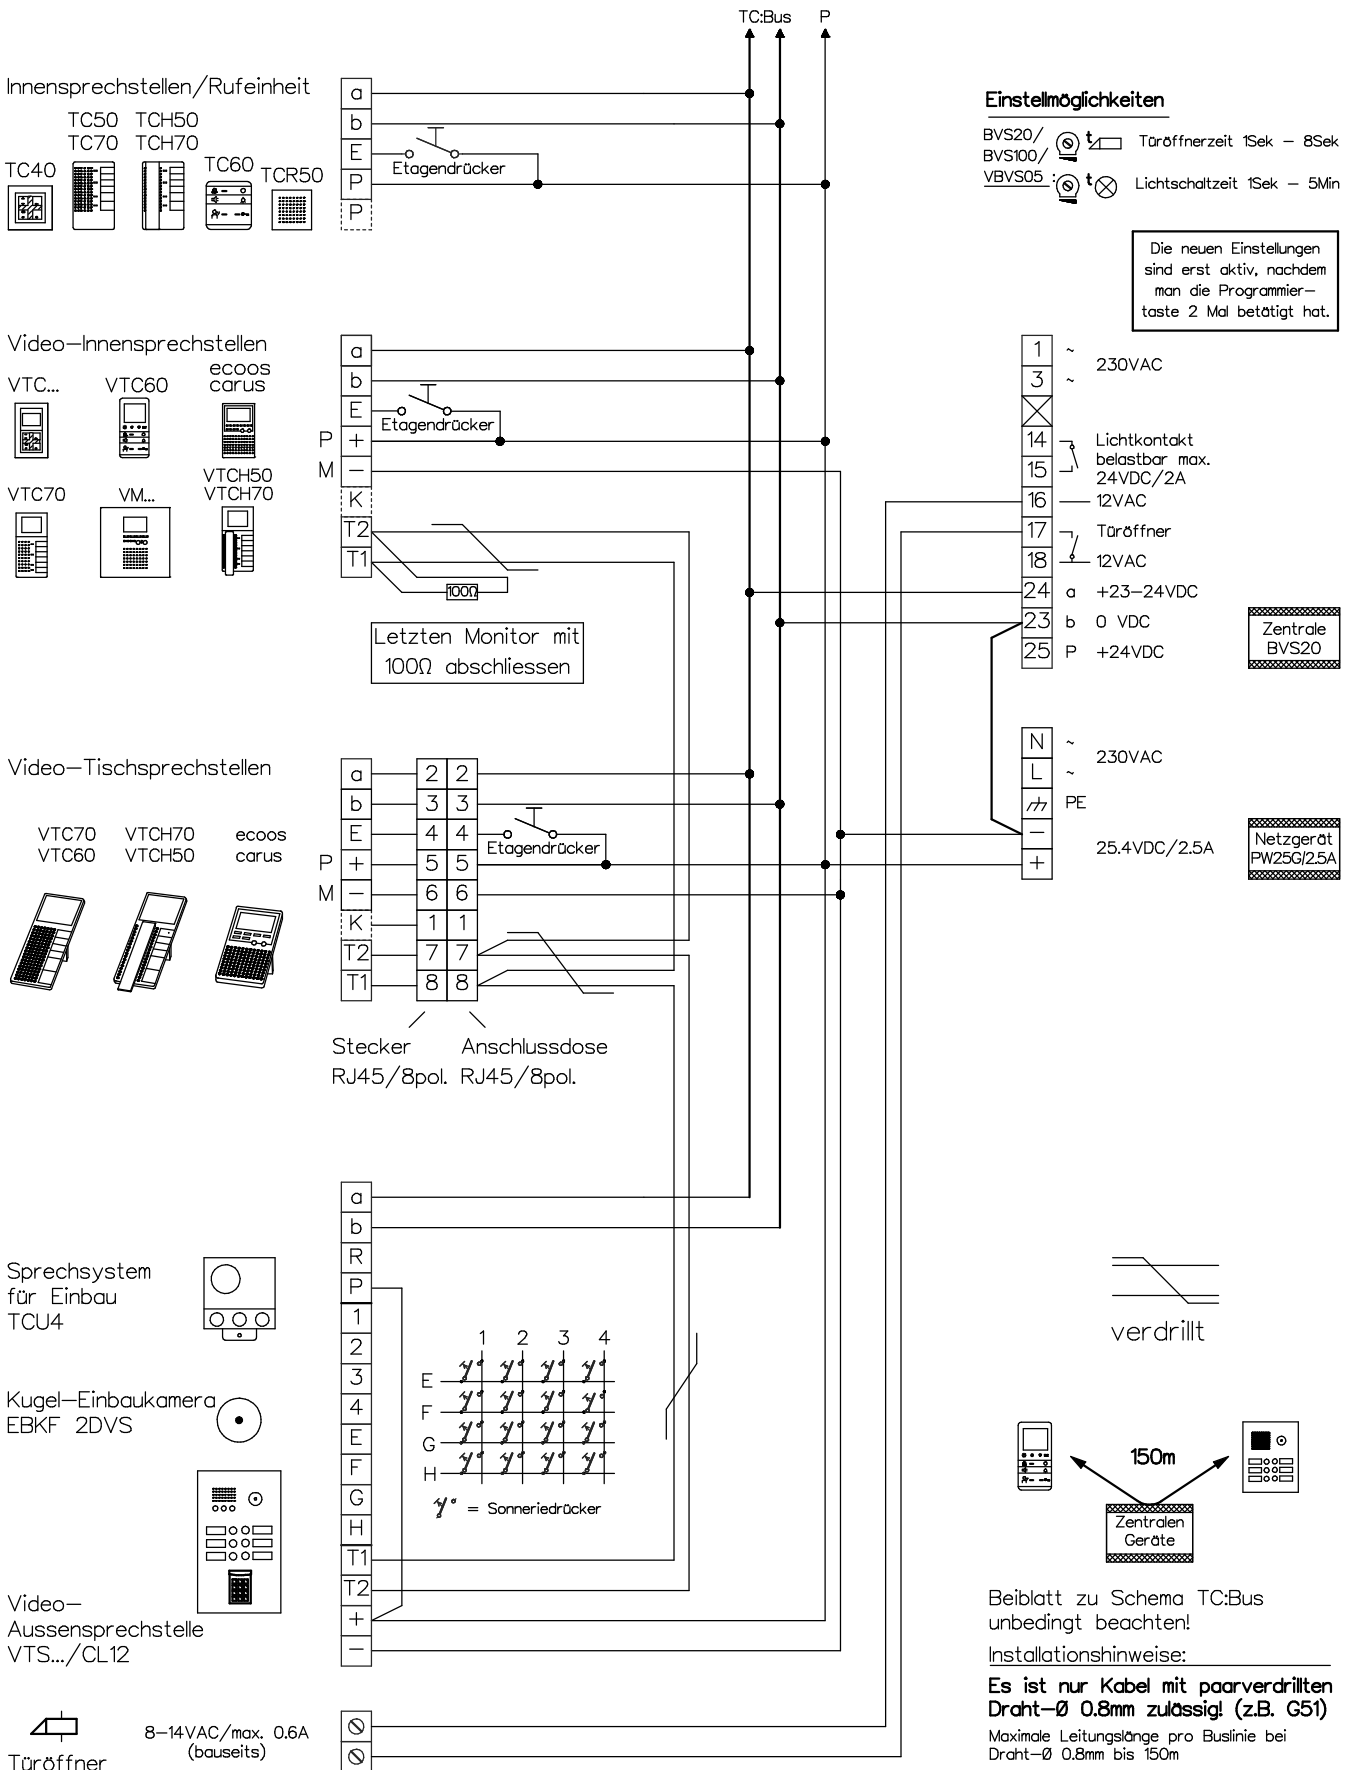 TC:Bus P
Innensprechstellen/Rufeinheit
TC50 TCH50
TC70 TCH70
TC40
TC60
TCR50
a
b
E
P
P
Etagendrücker
Einstellmöglichkeiten
BVS20/
BVS100/
VBVS05 :
t Türöffnerzeit 1Sek – 8Sek
t Lichtschaltzeit 1Sek – 5Min
Die neuen Einstellungen
sind erst aktiv, nachdem
man die Programmier–
taste 2 Mal betätigt hat.
Video–Innensprechstellen
VTC...
VTC60
ecoos
carus
VTC70
VM...
VTCH50
VTCH70
a
b
E
P +
M –
K
T2
T1
Etagendrücker
100Ω
Letzten Monitor mit
100Ω abschliessen
1 ~
230VAC
3 ~
14 Lichtkontakt
belastbar max.
15 24VDC/2A
16 12VAC
17 Türöffner
18 12VAC
24 a +23–24VDC
23 b 0 VDC
25 P +24VDC
Zentrale
BVS20
N ~
230VAC
L ~
PE
–
25.4VDC/2.5A
+
Netzgerät
PW25G/2.5A
Video–Tischsprechstellen
VTC70 VTCH70 ecoos
VTC60 VTCH50 carus
a 2 2
b 3 3
E 4 4
P + 5 5
M – 6 6
K 1 1
T2 7 7
T1 8 8
Etagendrücker
Stecker Anschlussdose
RJ45/8pol. RJ45/8pol.
Sprechsystem
für Einbau
TCU4
Kugel–Einbaukamera
EBKF 2DVS
Video–
Aussensprechstelle
VTS.../CL12
a
b
R
P
1
2
3
4
E
F
G
H
T1
T2
+
–
1 2 3 4
E
F
G
H
= Sonneriedrücker
verdrillt
150m
Zentralen
Geräte
Beiblatt zu Schema TC:Bus
unbedingt beachten!
Installationshinweise:
Es ist nur Kabel mit paarverdrillten
Draht–Ø 0.8mm zulässig! (z.B. G51)
Maximale Leitungslänge pro Buslinie bei
Draht–Ø 0.8mm bis 150m
8–14VAC/max. 0.6A
(bauseits)
Türöffner